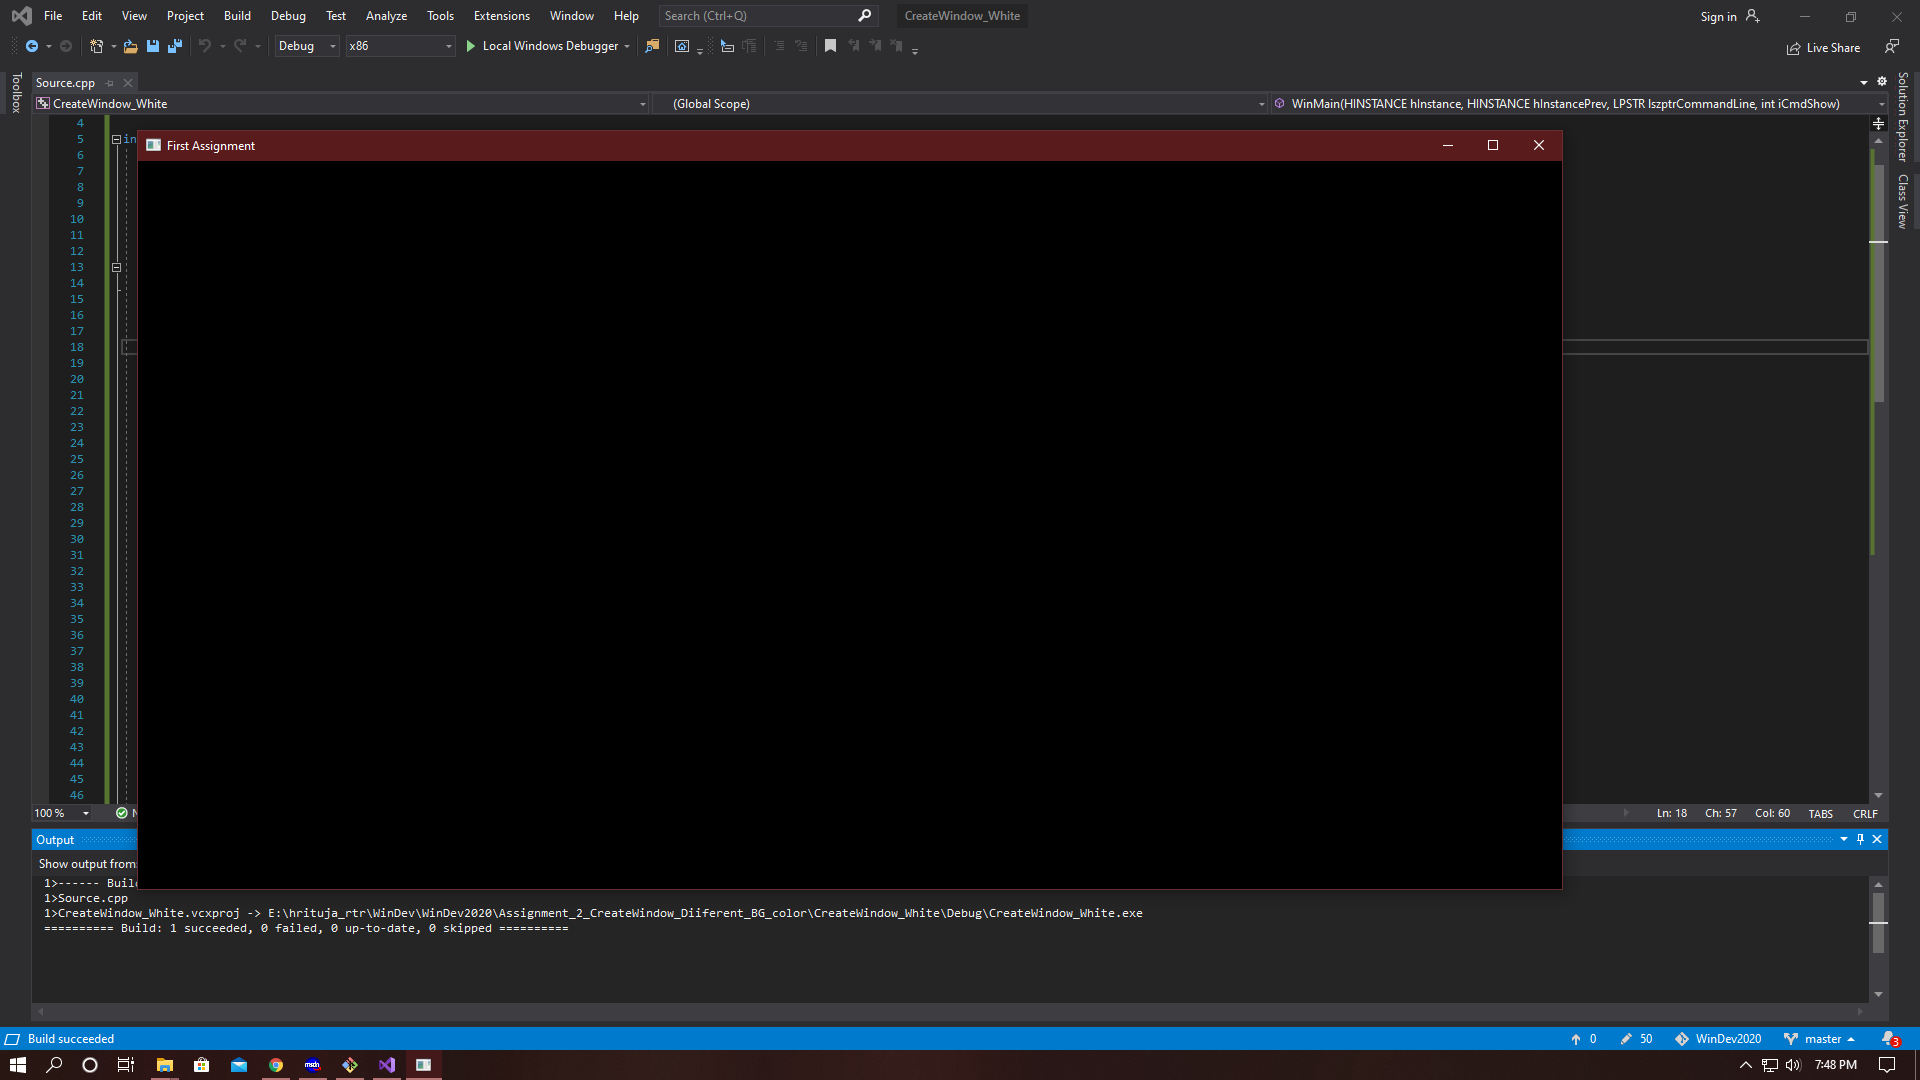 File Edit View Project Build Debug Test Analyze Tools Extensions Window Help Search (Ctrl+Q) CreateWindow_White Sign in
Debug x86 Local Windows Debugger Live Share
Toolbox
Source.cpp
CreateWindow_White (Global Scope) WinMain(HINSTANCE hInstance, HINSTANCE hInstancePrev, LPSTR lszptrCommandLine, int iCmdShow)
Solution Explorer
Class View
4
5 in
First Assignment
6
7
8
9
10
11
12
13
14
15
16
17
18
19
20
21
22
23
24
25
26
27
28
29
30
31
32
33
34
35
36
37
38
39
40
41
42
43
44
45
46
100 % N Ln: 18 Ch: 57 Col: 60 TABS CRLF
Output
Show output from:
1>------ Build
1>Source.cpp
1>CreateWindow_White.vcxproj -> E:\hrituja_rtr\WinDev\WinDev2020\Assignment_2_CreateWindow_Diiferent_BG_color\CreateWindow_White\Debug\CreateWindow_White.exe
========== Build: 1 succeeded, 0 failed, 0 up-to-date, 0 skipped ==========
Build succeeded 0 50 WinDev2020 master 3
msdn 7:48 PM